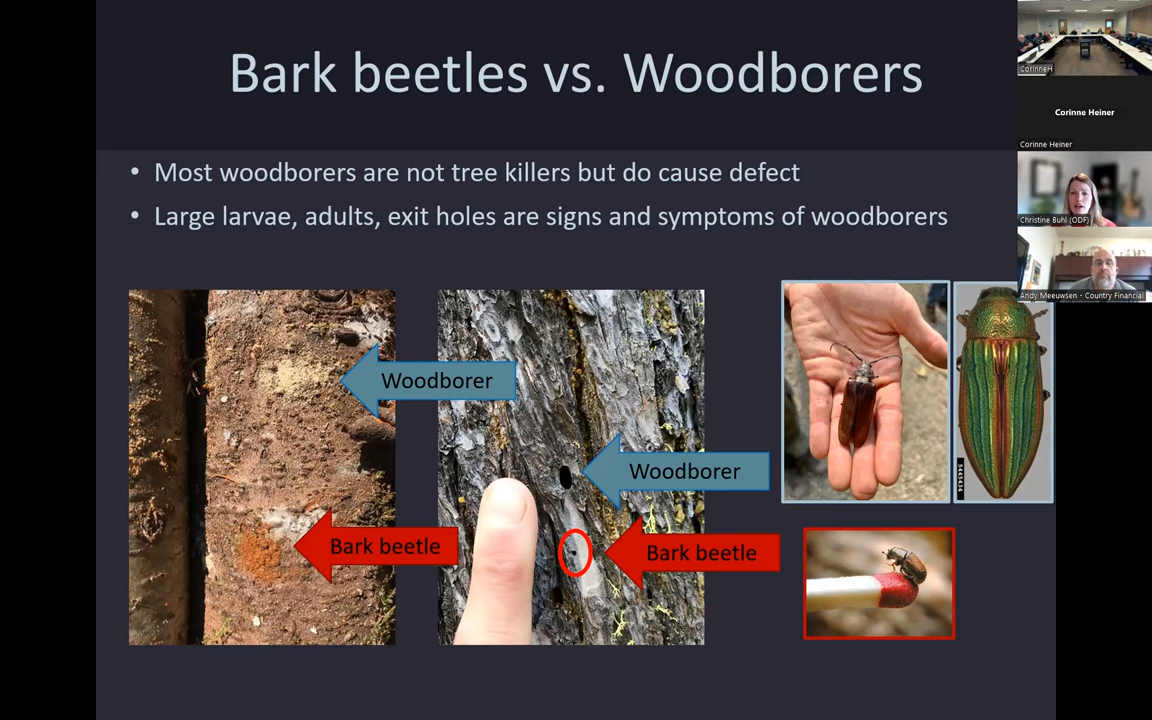 Bark beetles vs. Woodborers
• Most woodborers are not tree killers but do cause defect
• Large larvae, adults, exit holes are signs and symptoms of woodborers
Woodborer
Woodborer
Bark beetle
Bark beetle
5445434
CorinneH
Corinne Heiner
Corinne Heiner
Christine Buhl (ODF)
Andy Meeuwsen - Country Financial